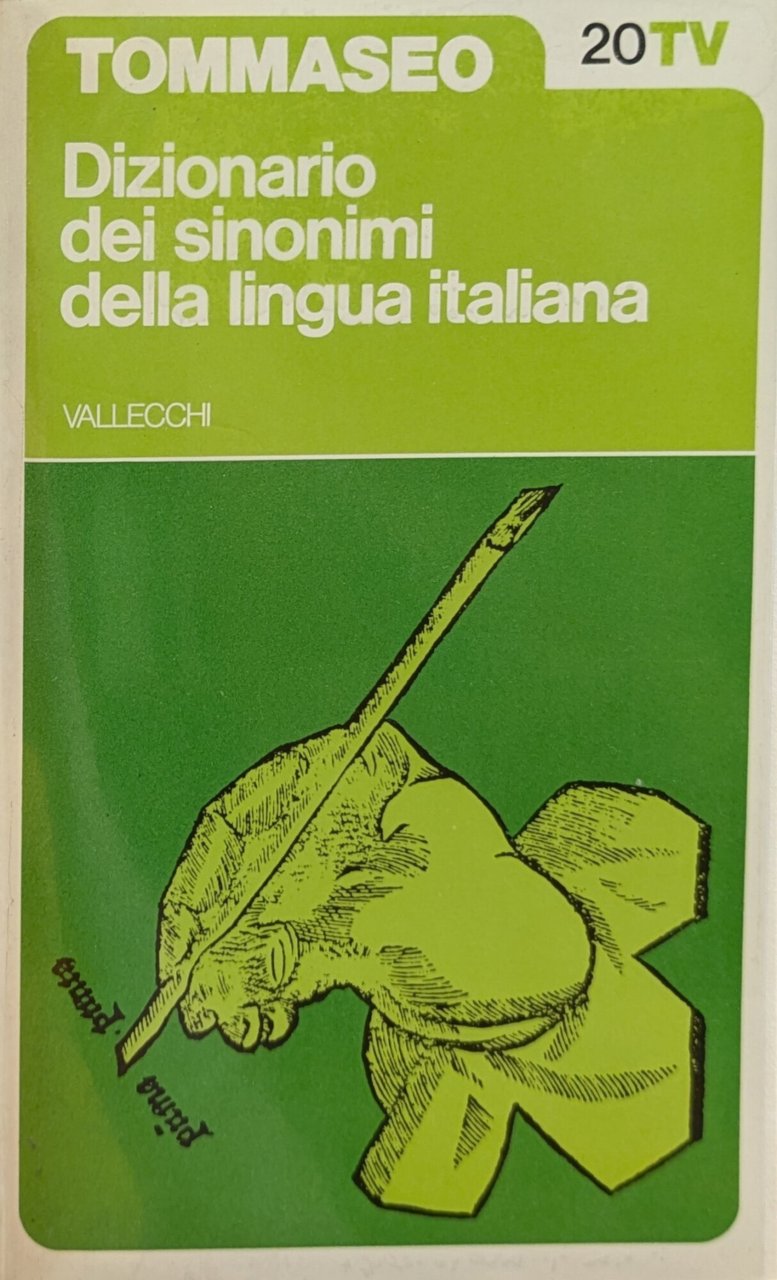 TOMMASEO
20TV
Dizionario
dei sinonimi
della lingua italiana
VALLECCHI